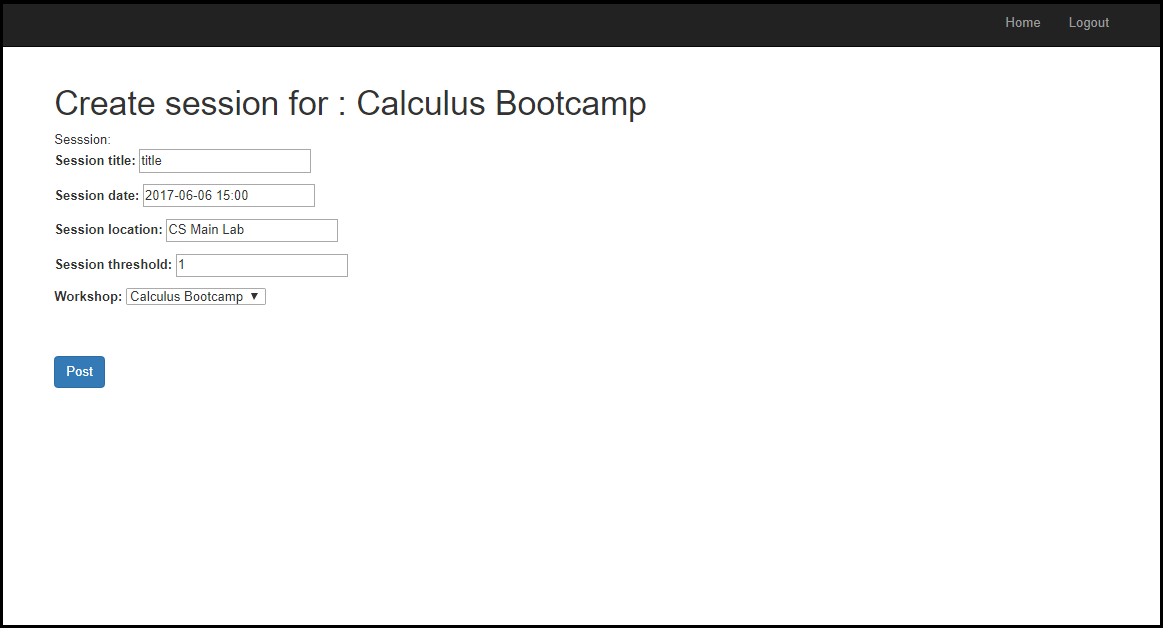 Home Logout
Create session for : Calculus Bootcamp
Sesssion:
Session title: title
Session date: 2017-06-06 15:00
Session location: CS Main Lab
Session threshold: 1
Workshop: Calculus Bootcamp ▼
Post